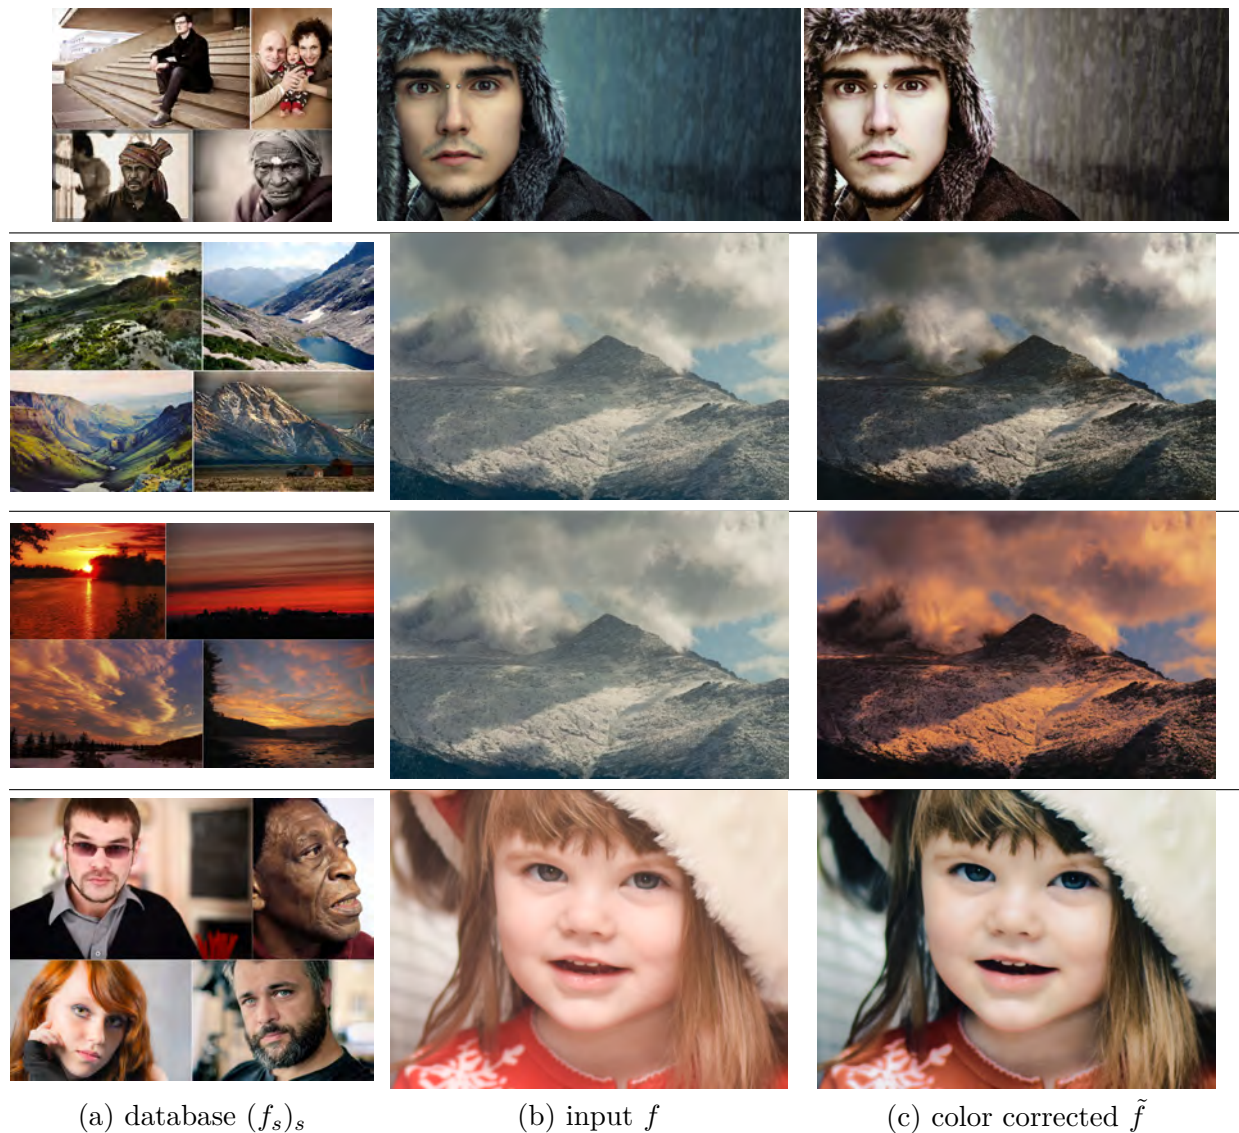 (a) database (f_s)_s
(b) input f
(c) color corrected f̃